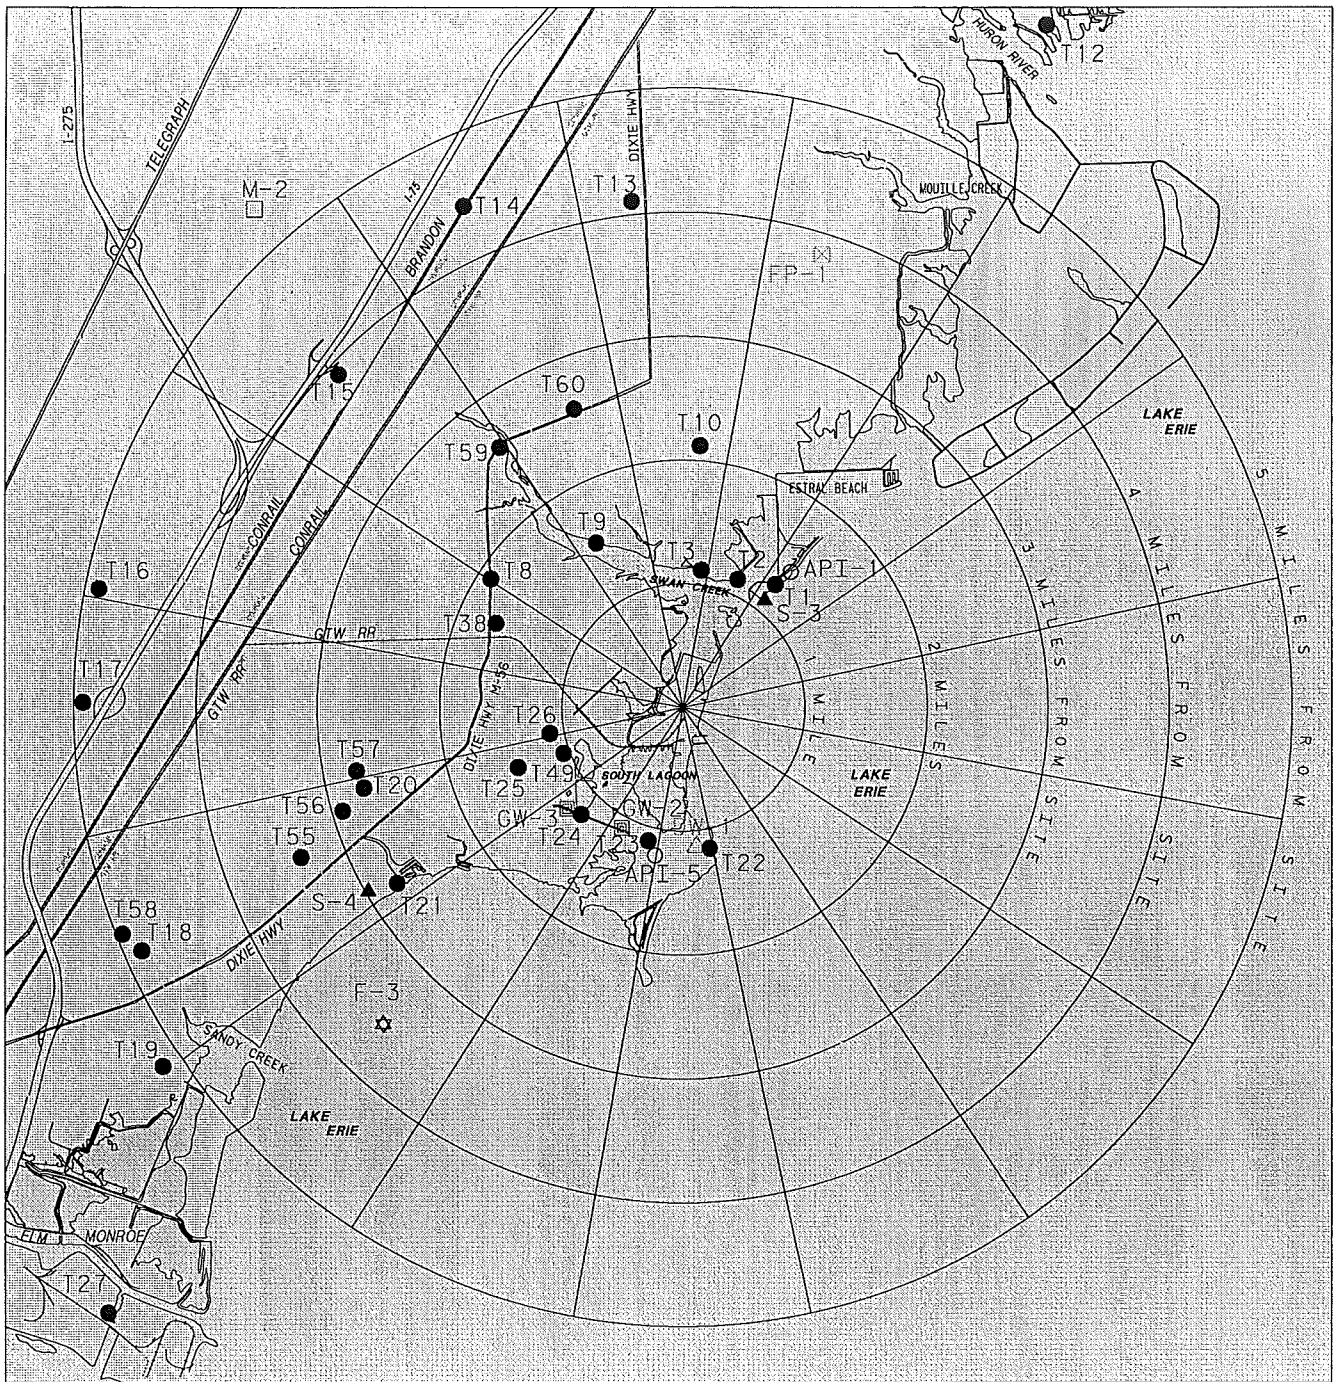 HURON RIVER
T12
I-275
TELEGRAPH
DIXIE HWY
M-2
I-75
T13
MOUILLE CREEK
T14
BRANDON
FP-1
T15
T60
LAKE
ERIE
T10
T59
ESTRAL BEACH
5 MILES FROM SITE
4 MILES FROM SITE
3 MILES FROM SITE
2 MILES
1 MILE
CONRAIL
CONRAIL
T9
T3
T2
API-1
T16
T8
SWAN CREEK
T1
S-3
T38
GTW RR
T17
GTW RR
DIXIE HWY M-56
T26
T57
T49
SOUTH LAGOON
LAKE
ERIE
T20
T25
T56
GW-3
GW-2
T24
T23
T55
T22
API-5
S-4
T21
T58
T18
DIXIE HWY
F-3
SANDY CREEK
T19
LAKE
ERIE
ELM
MONROE
T27